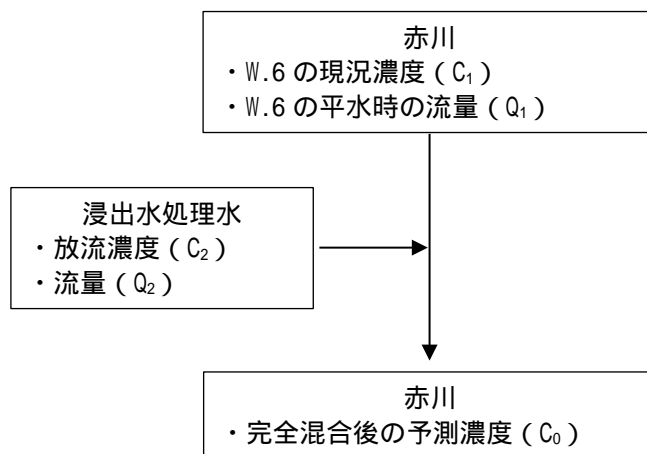 赤川
・W.6 の現況濃度（C₁）
・W.6 の平水時の流量（Q₁）
浸出水処理水
・放流濃度（C₂）
・流量（Q₂）
赤川
・完全混合後の予測濃度（C₀）